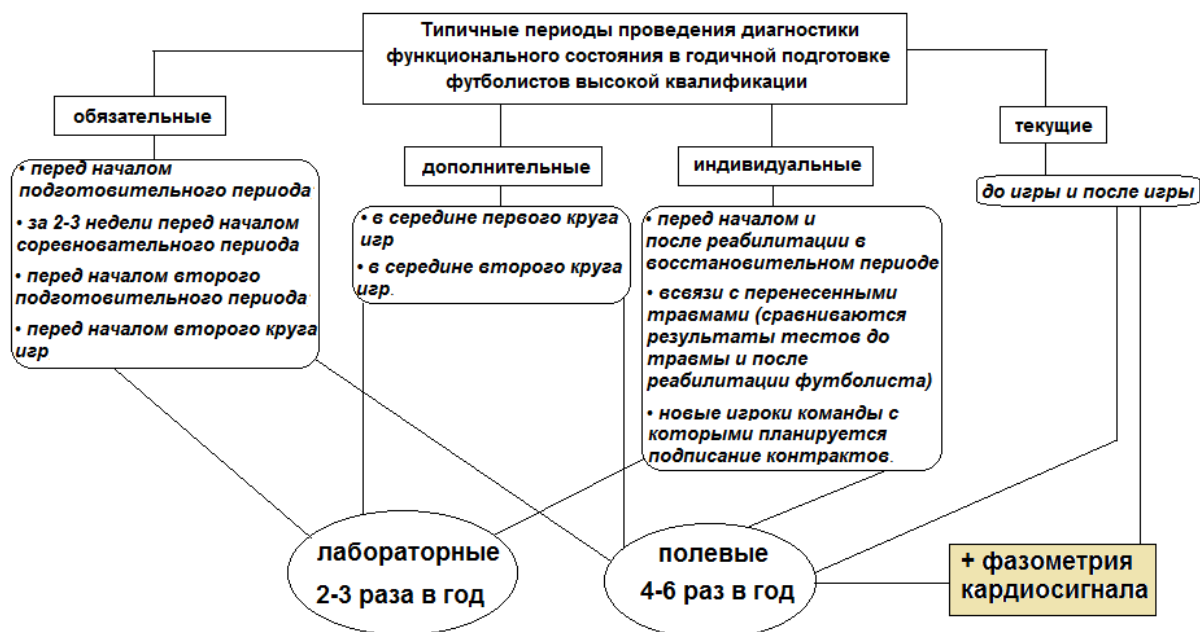 Типичные периоды проведения диагностики
функционального состояния в годичной подготовке
футболистов высокой квалификации
обязательные
• перед началом
подготовительного периода
• за 2-3 недели перед началом
соревновательного периода
• перед началом второго
подготовительного периода
• перед началом второго круга
игр
дополнительные
• в середине первого круга
игр
• в середине второго круга
игр.
индивидуальные
• перед началом и
после реабилитации в
восстановительном периоде
• всвязи с перенесенными
травмами (сравниваются
результаты тестов до
травмы и после
реабилитации футболиста)
• новые игроки команды с
которыми планируется
подписание контрактов.
текущие
до игры и после игры
лабораторные
2-3 раза в год
полевые
4-6 раз в год
+ фазометрия
кардиосигнала